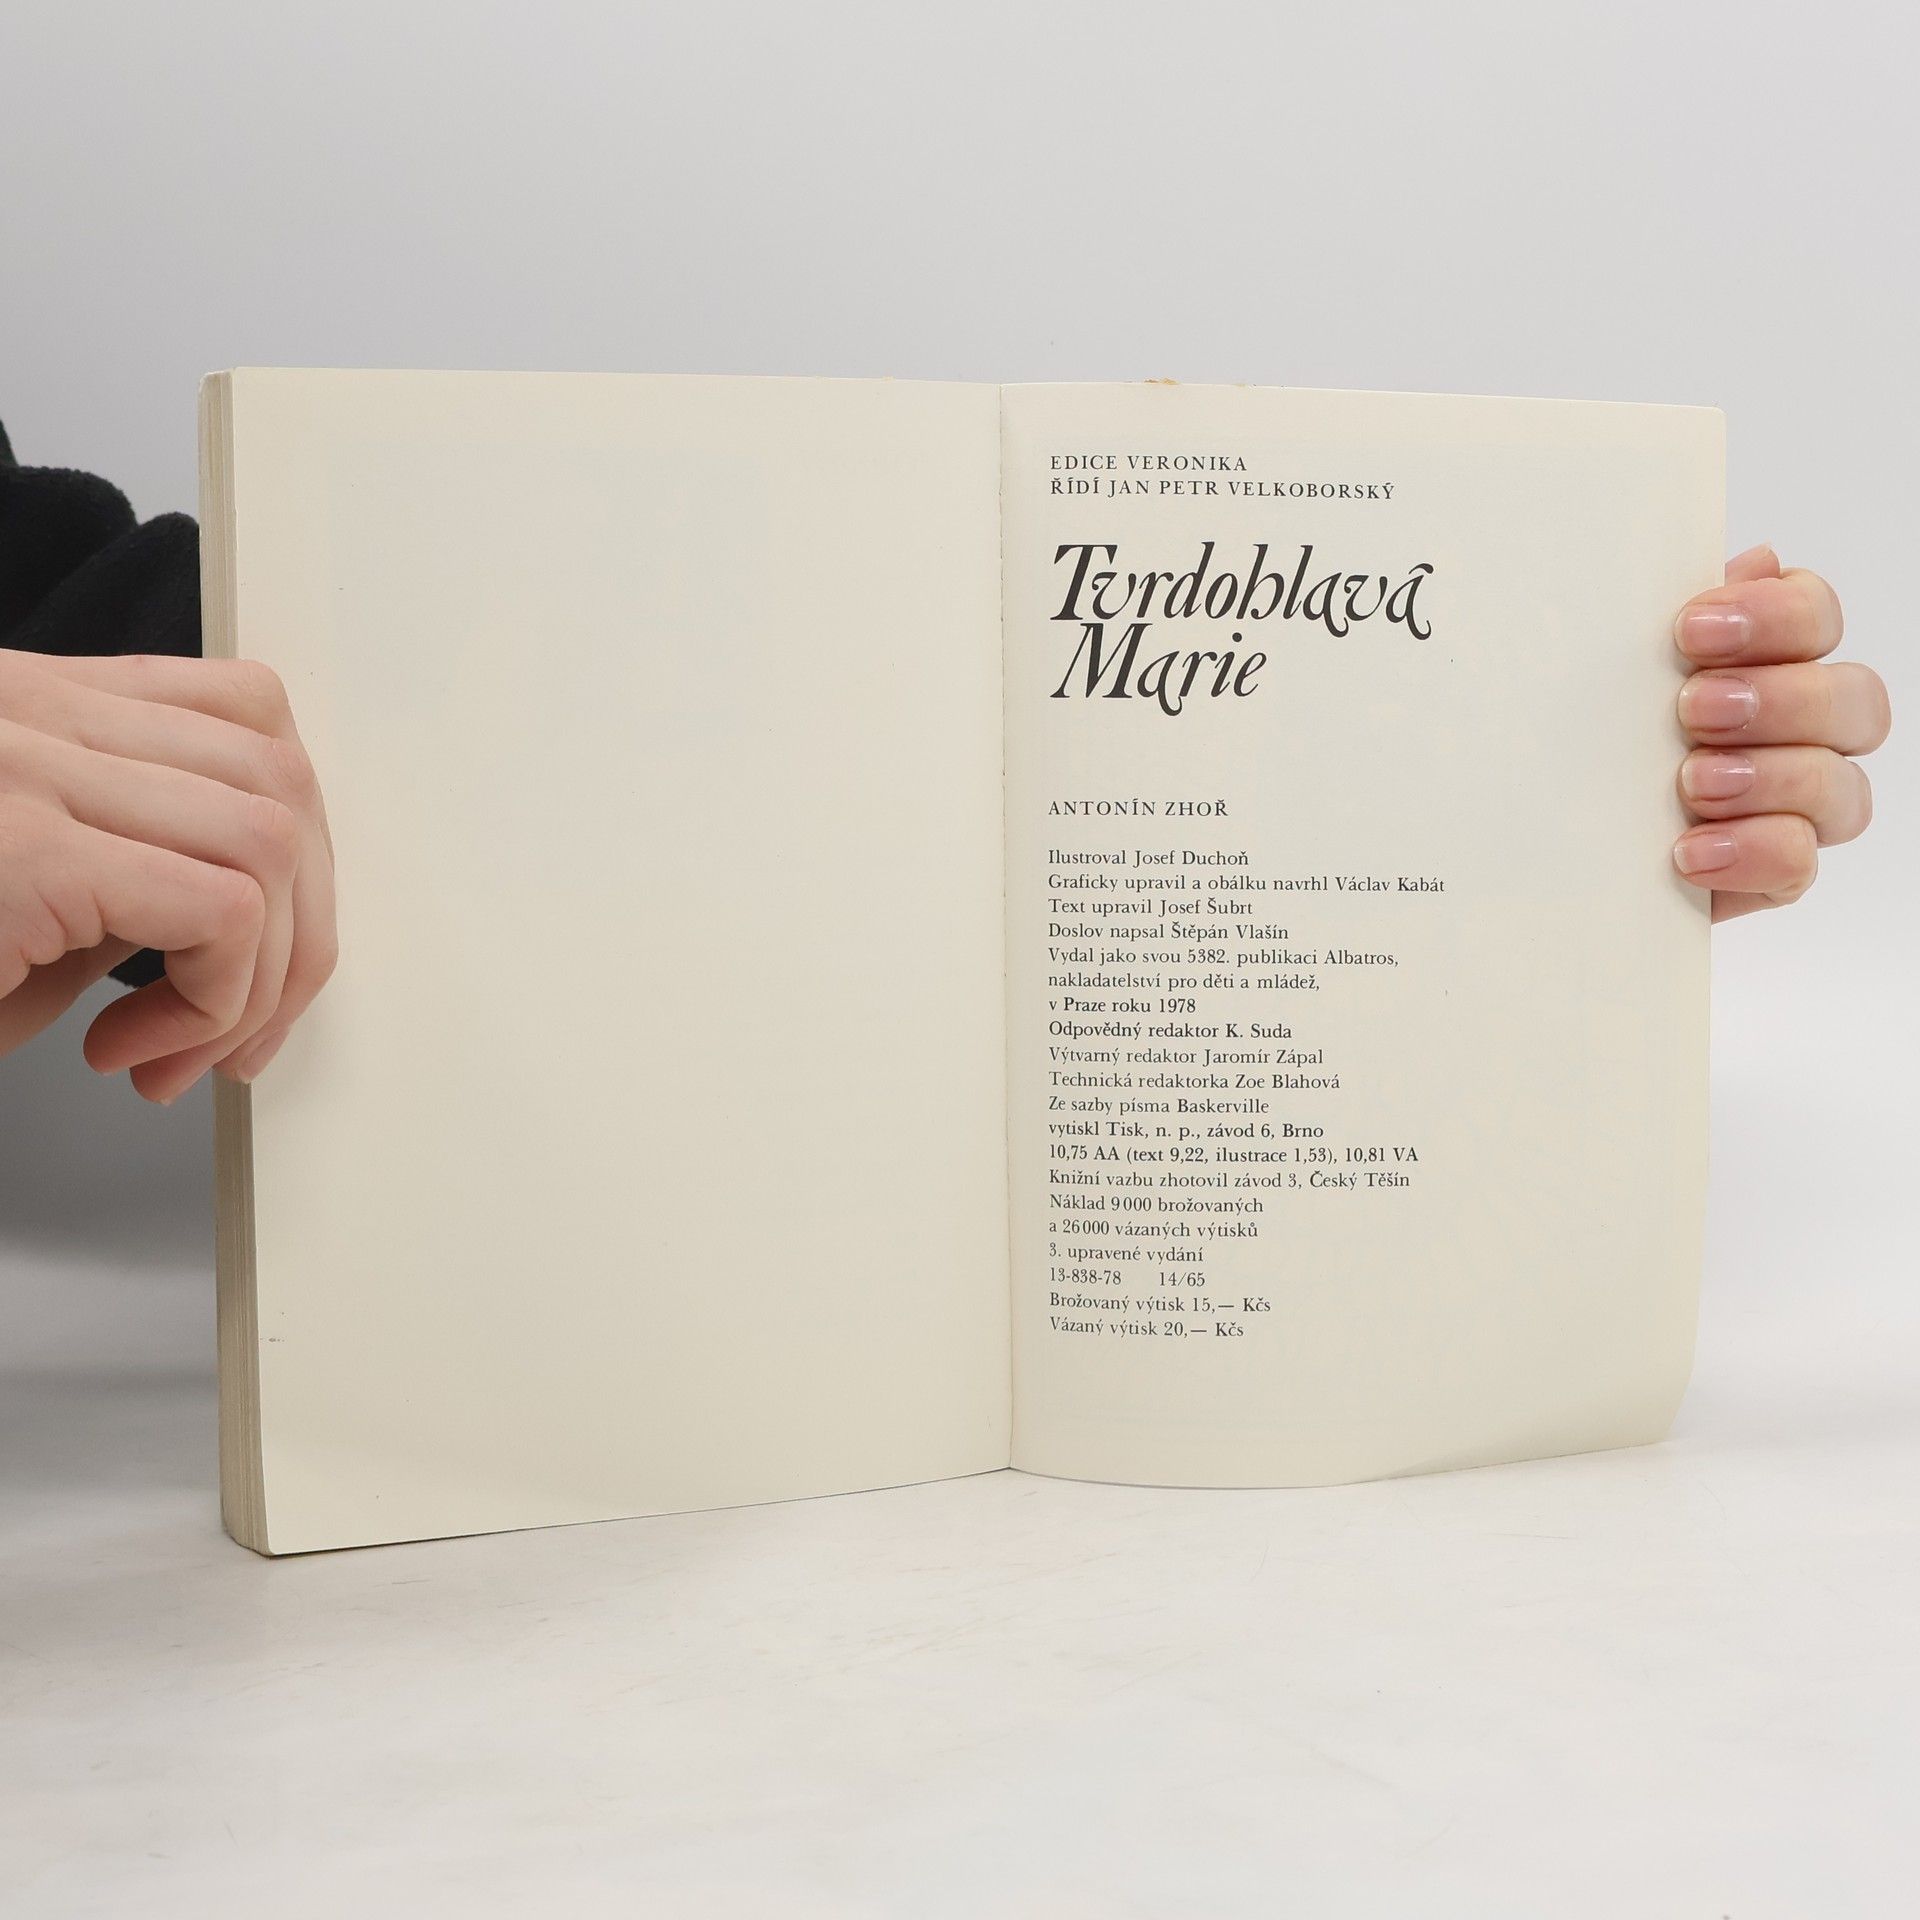 EDICE VERONIKA
ŘÍDÍ JAN PETR VELKOBORSKÝ
Tvrdohlavá
Marie
ANTONÍN ZHOŘ
Ilustroval Josef Duchoň
Graficky upravil a obálku navrhl Václav Kabát
Text upravil Josef Šubrt
Doslov napsal Štěpán Vlašín
Vydal jako svou 5382. publikaci Albatros,
nakladatelství pro děti a mládež,
v Praze roku 1978
Odpovědný redaktor K. Suda
Výtvarný redaktor Jaromír Zápal
Technická redaktorka Zoe Blahová
Ze sazby písma Baskerville
vytiskl Tisk, n. p., závod 6, Brno
10,75 AA (text 9,22, ilustrace 1,53), 10,81 VA
Knižní vazbu zhotovil závod 3, Český Těšín
Náklad 9 000 brožovaných
a 26 000 vázaných výtisků
3. upravené vydání
13-838-78 14/65
Brožovaný výtisk 15,— Kčs
Vázaný výtisk 20,— Kčs